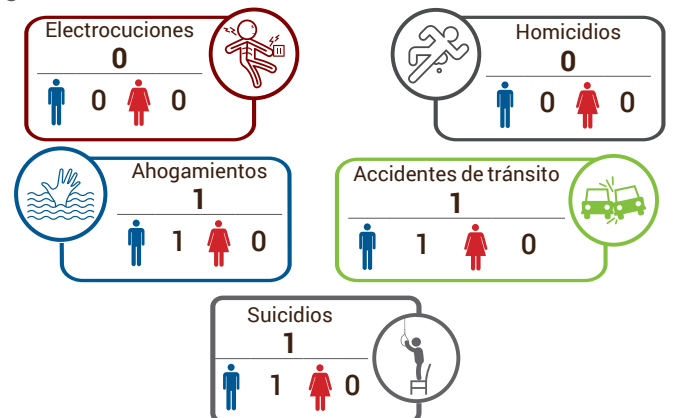 Electrocuciones
0
0 0
Homicidios
0
0 0
Ahogamientos
1
1 0
Accidentes de tránsito
1
1 0
Suicidios
1
1 0